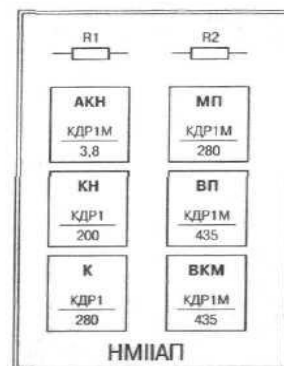 R1 R2
АКН МП
КДР1М КДР1М
3,8 280
КН ВП
КДР1 КДР1М
200 435
К ВКМ
КДР1 КДР1М
280 435
НМIIАП